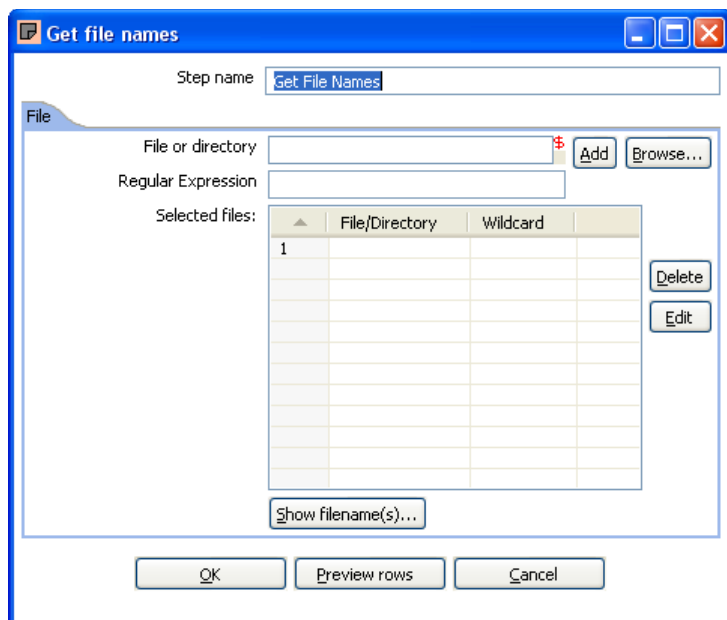 Get file names
Step name Get File Names
File
File or directory $ Add Browse...
Regular Expression
Selected files: File/Directory Wildcard
1
Delete
Edit
Show filename(s)...
OK Preview rows Cancel